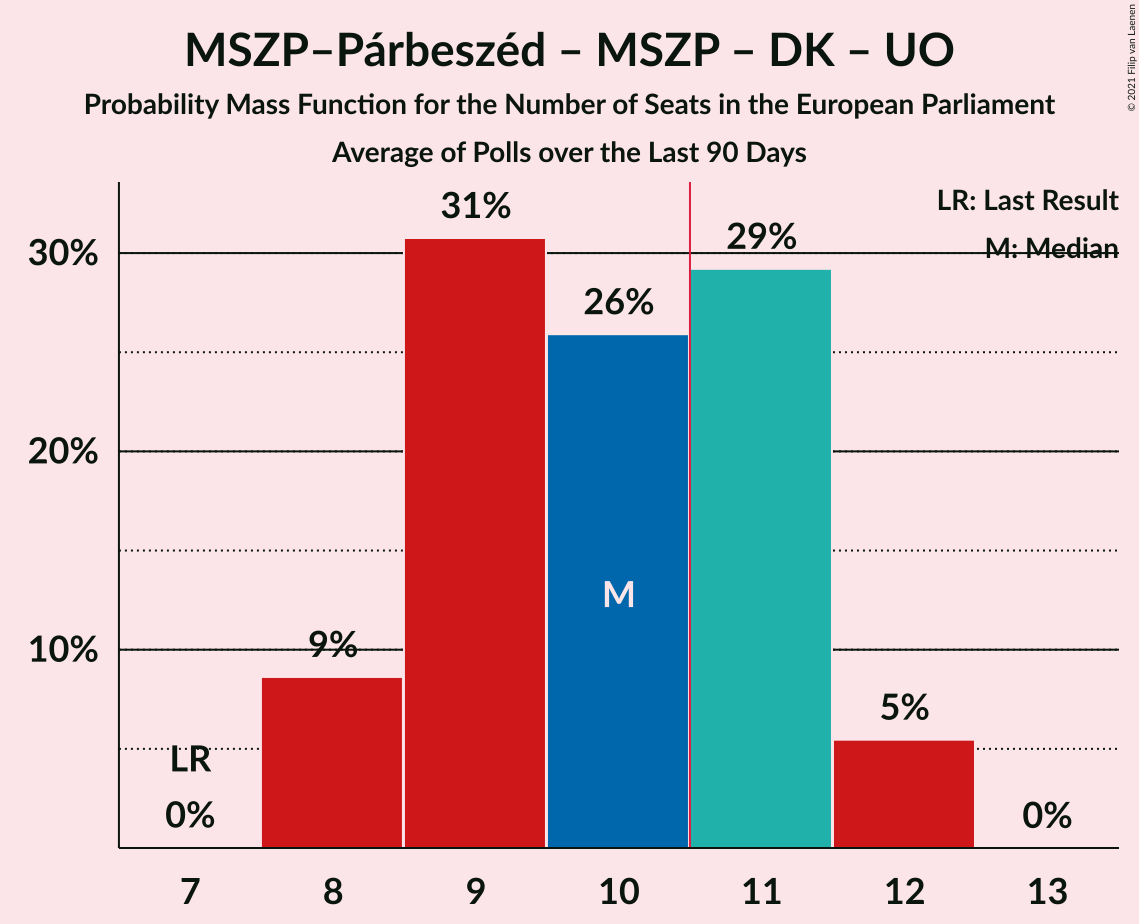 MSZP–Párbeszéd – MSZP – DK – UO
Probability Mass Function for the Number of Seats in the European Parliament
Average of Polls over the Last 90 Days
© 2021 Filip van Laenen
LR: Last Result
M: Median
30%
20%
10%
31%
29%
26%
M
9%
5%
LR
0%
0%
7 8 9 10 11 12 13